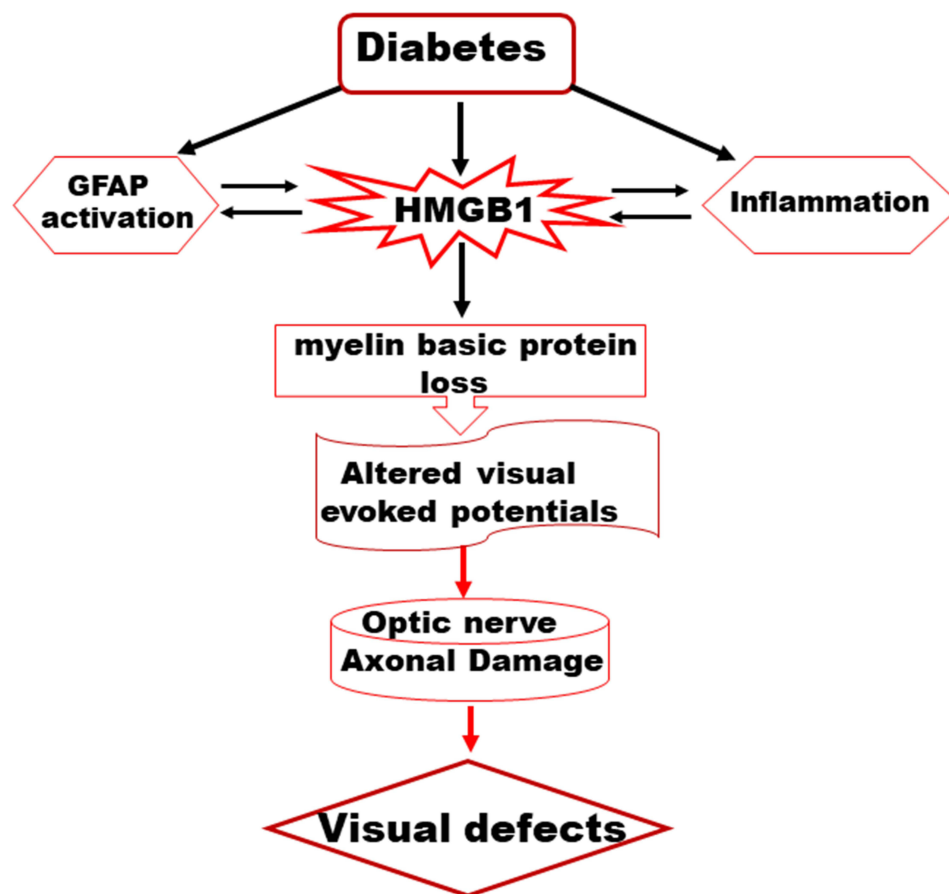 Diabetes
GFAP
activation
HMGB1
Inflammation
myelin basic protein
loss
Altered visual
evoked potentials
Optic nerve
Axonal Damage
Visual defects